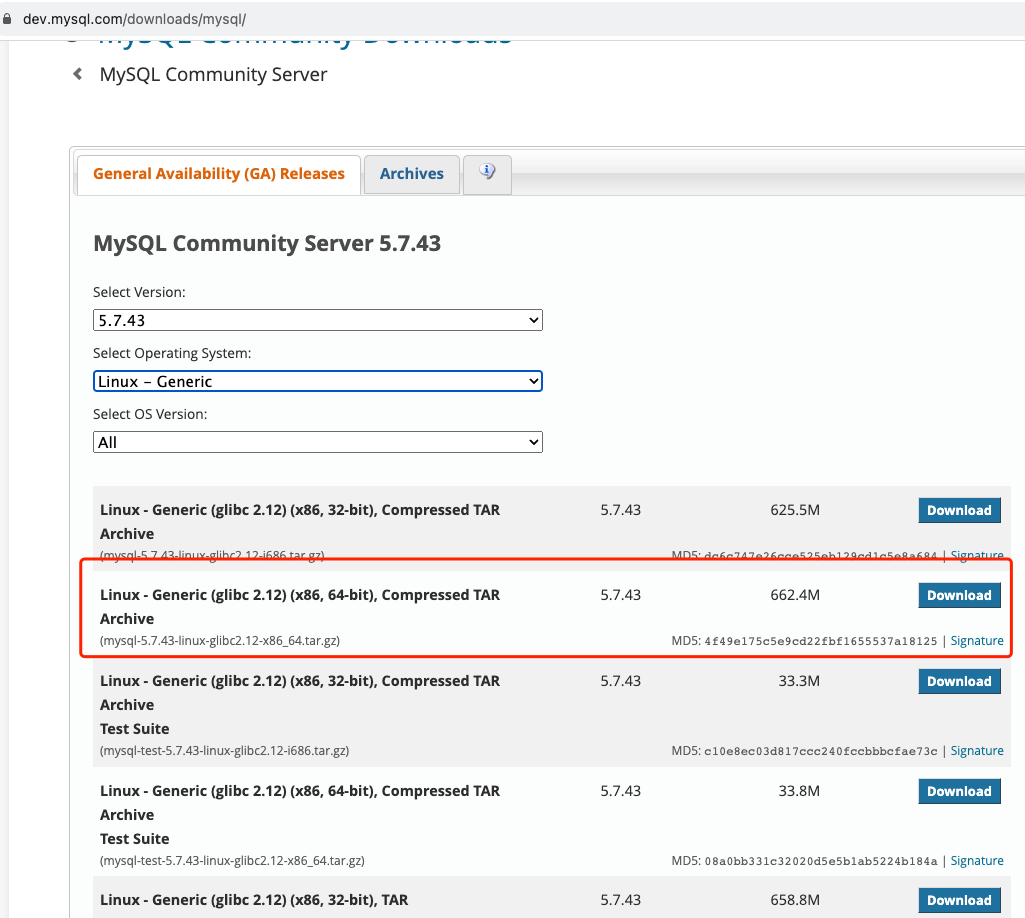 dev.mysql.com/downloads/mysql/
MySQL Community Downloads
MySQL Community Server
General Availability (GA) Releases
Archives
MySQL Community Server 5.7.43
Select Version:
5.7.43
Select Operating System:
Linux – Generic
Select OS Version:
All
Linux - Generic (glibc 2.12) (x86, 32-bit), Compressed TAR 5.7.43 625.5M Download
Archive
(mysql-5.7.43-linux-glibc2.12-i686.tar.gz) MD5: dc6c747e26cce525eb129cd1c5e8a684 | Signature
Linux - Generic (glibc 2.12) (x86, 64-bit), Compressed TAR 5.7.43 662.4M Download
Archive
(mysql-5.7.43-linux-glibc2.12-x86_64.tar.gz) MD5: 4f49e175c5e9cd22fbf1655537a18125 | Signature
Linux - Generic (glibc 2.12) (x86, 32-bit), Compressed TAR 5.7.43 33.3M Download
Archive
Test Suite
(mysql-test-5.7.43-linux-glibc2.12-i686.tar.gz) MD5: c10e8ec03d817ccc240fccbbbcfae73c | Signature
Linux - Generic (glibc 2.12) (x86, 64-bit), Compressed TAR 5.7.43 33.8M Download
Archive
Test Suite
(mysql-test-5.7.43-linux-glibc2.12-x86_64.tar.gz) MD5: 08a0bb331c32020d5e5b1ab5224b184a | Signature
Linux - Generic (glibc 2.12) (x86, 32-bit), TAR 5.7.43 658.8M Download